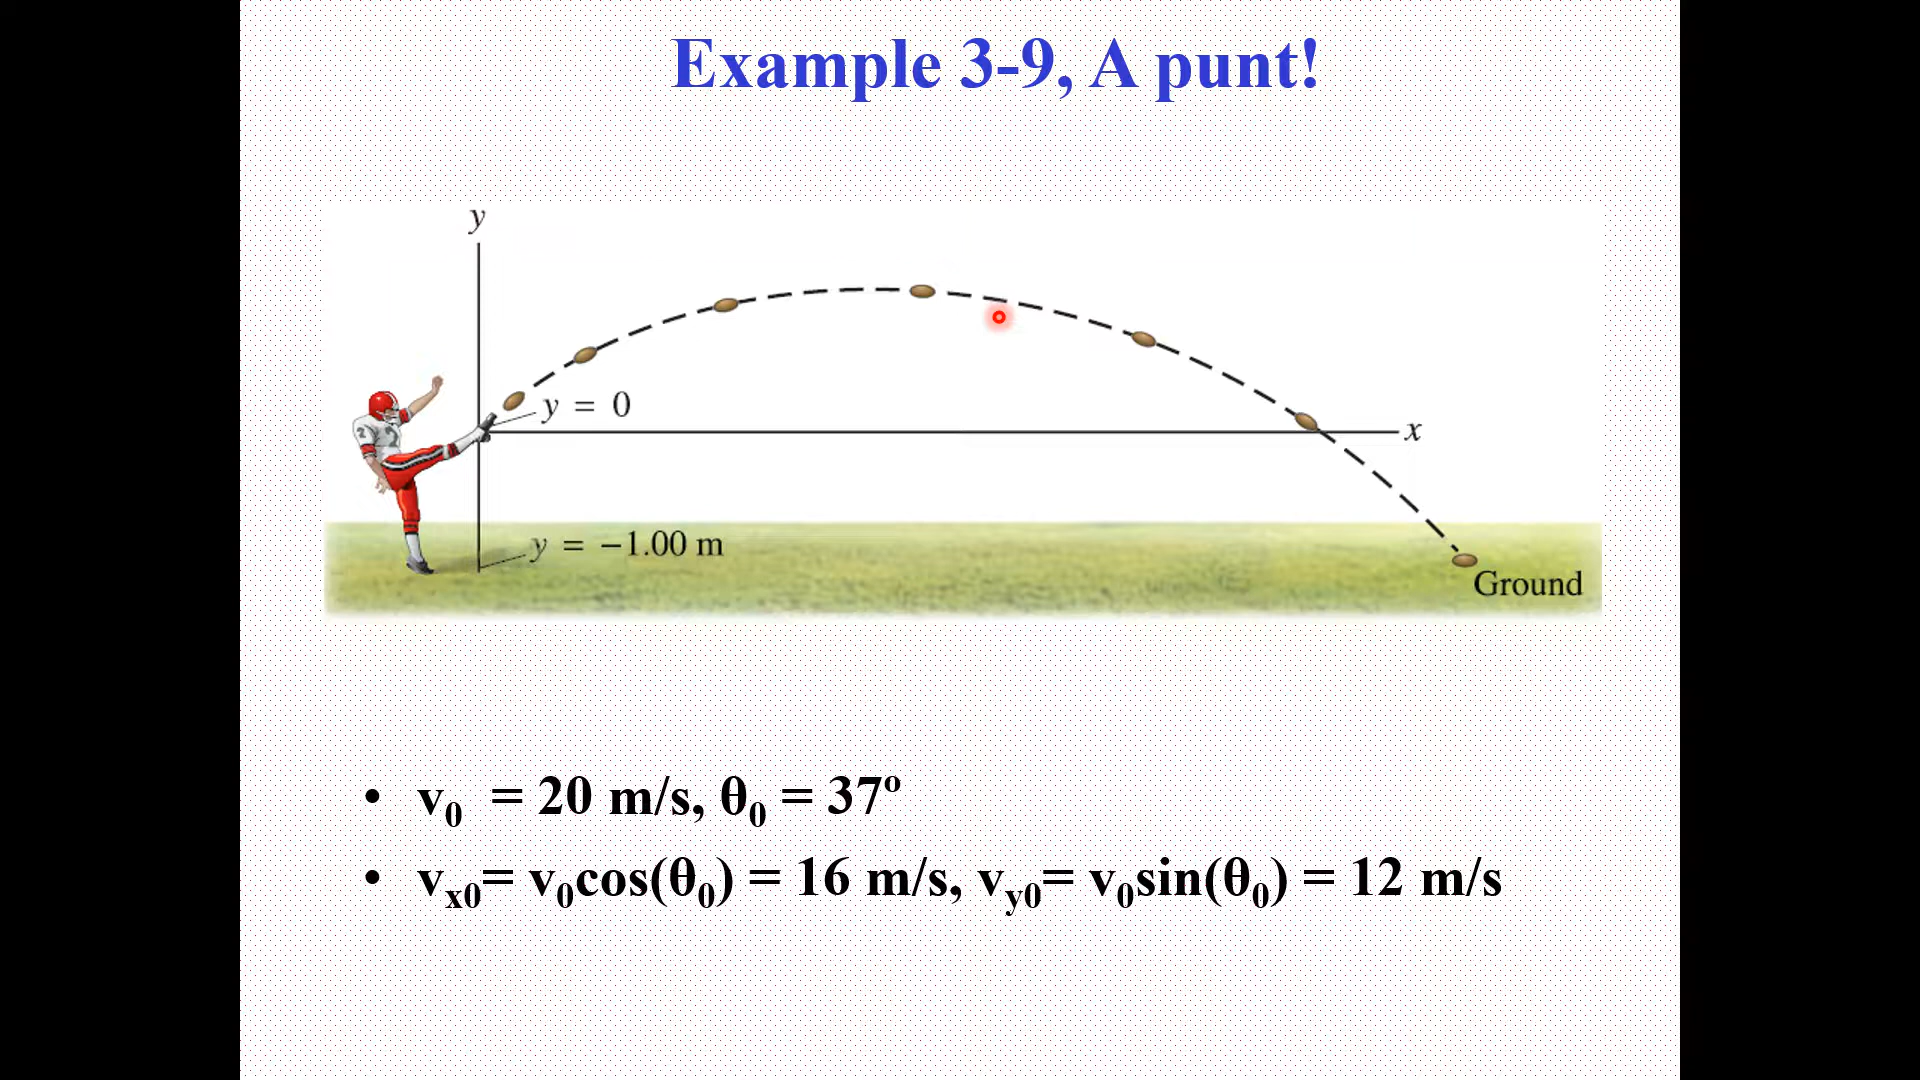 Example 3-9, A punt!
y
y = 0
x
y = −1.00 m
Ground
• v₀ = 20 m/s, θ₀ = 37º
• vₓ₀= v₀cos(θ₀) = 16 m/s, vy₀= v₀sin(θ₀) = 12 m/s